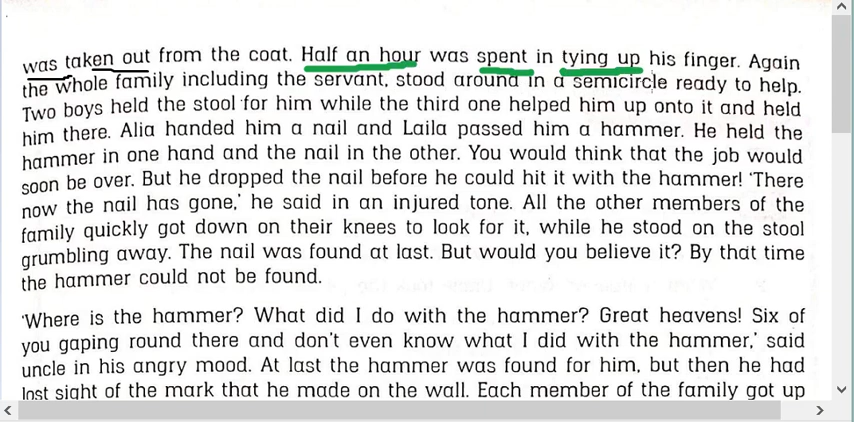 was taken out from the coat. Half an hour was spent in tying up his finger. Again
the whole family including the servant, stood around in a semicircle ready to help.
Two boys held the stool for him while the third one helped him up onto it and held
him there. Alia handed him a nail and Laila passed him a hammer. He held the
hammer in one hand and the nail in the other. You would think that the job would
soon be over. But he dropped the nail before he could hit it with the hammer! 'There
now the nail has gone,' he said in an injured tone. All the other members of the
family quickly got down on their knees to look for it, while he stood on the stool
grumbling away. The nail was found at last. But would you believe it? By that time
the hammer could not be found.
'Where is the hammer? What did I do with the hammer? Great heavens! Six of
you gaping round there and don't even know what I did with the hammer,' said
uncle in his angry mood. At last the hammer was found for him, but then he had
lost sight of the mark that he made on the wall. Each member of the family got up